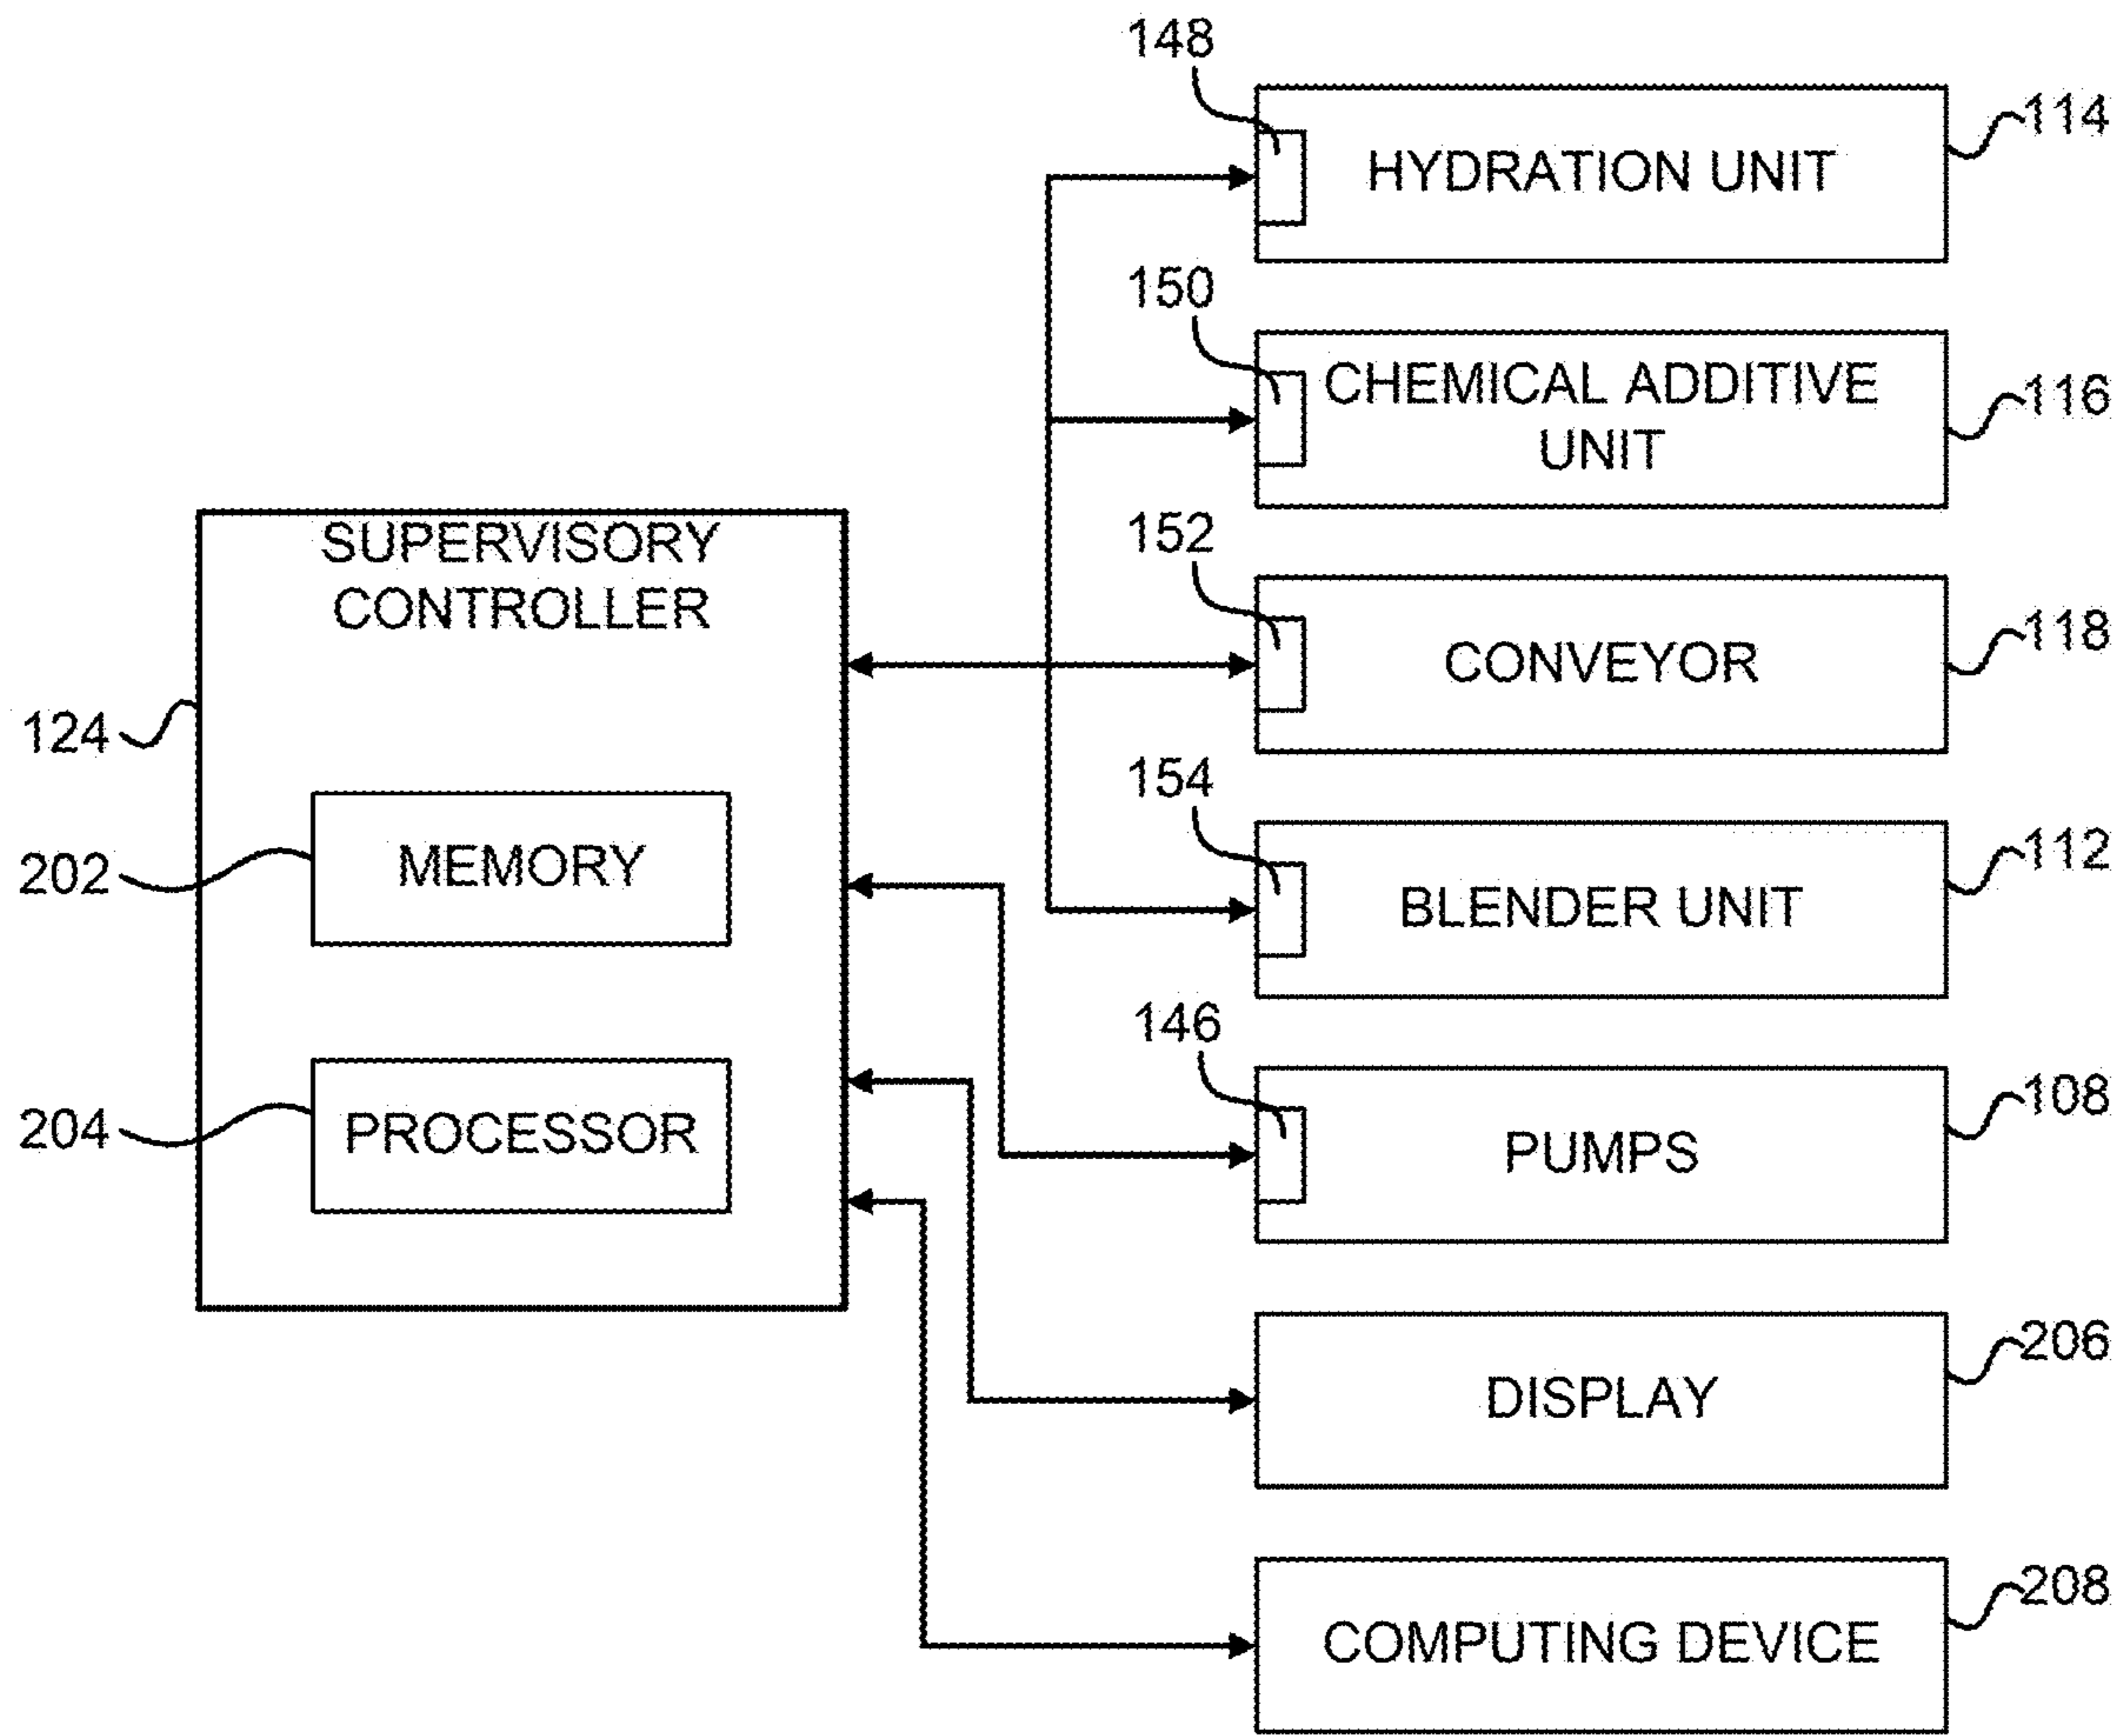 148
114
HYDRATION UNIT
150
116
CHEMICAL ADDITIVE
UNIT
SUPERVISORY
CONTROLLER
152
118
CONVEYOR
124
154
112
MEMORY
BLENDER UNIT
202
146
108
PROCESSOR
PUMPS
204
206
DISPLAY
208
COMPUTING DEVICE